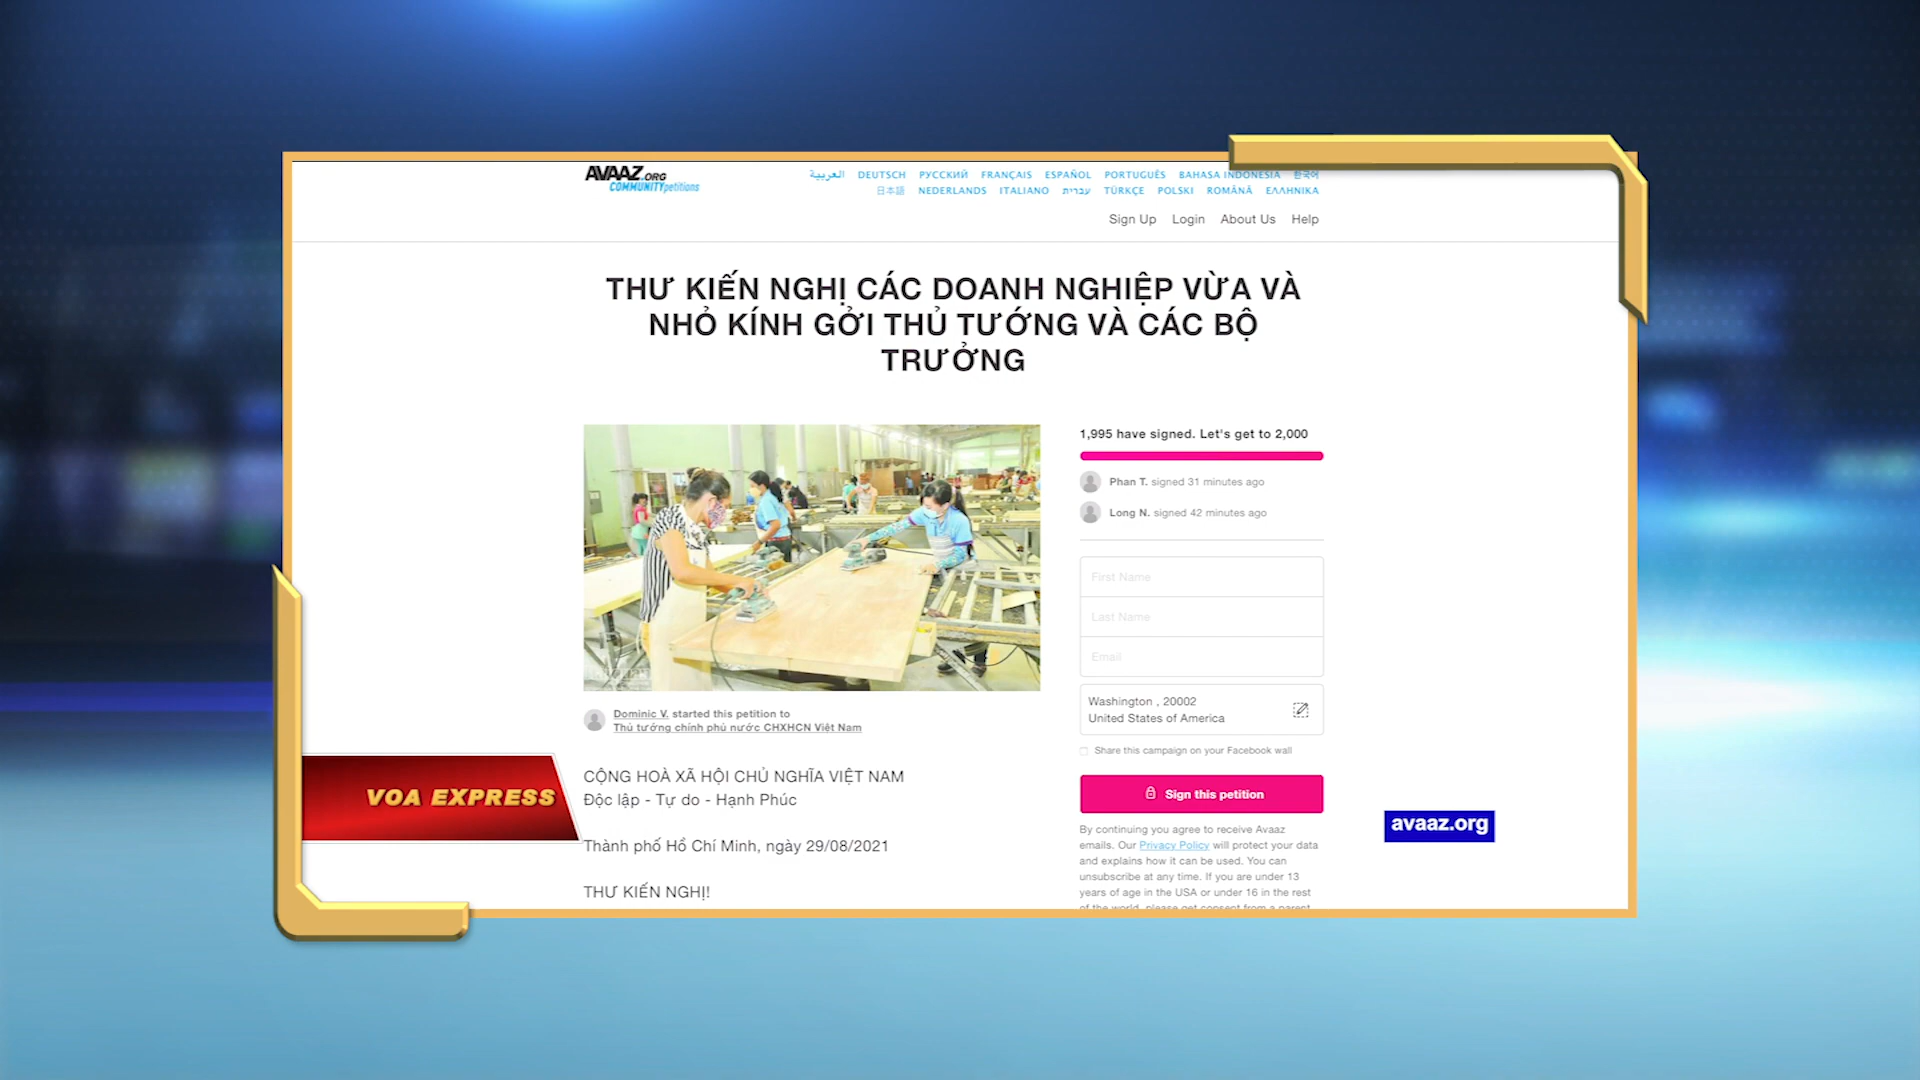 AVAAZ.ORG
COMMUNITYpetitions
العربية DEUTSCH РУССКИЙ FRANÇAIS ESPAÑOL PORTUGUÊS BAHASA INDONESIA 한국어
日本語 NEDERLANDS ITALIANO עברית TÜRKÇE POLSKI ROMÂNĂ ΕΛΛΗΝΙΚΑ
Sign Up Login About Us Help
THƯ KIẾN NGHỊ CÁC DOANH NGHIỆP VỪA VÀ
NHỎ KÍNH GỞI THỦ TƯỚNG VÀ CÁC BỘ
TRƯỞNG
1,995 have signed. Let's get to 2,000
Phan T. signed 31 minutes ago
Long N. signed 42 minutes ago
First Name
Last Name
Email
Washington , 20002
United States of America
Share this campaign on your Facebook wall
Sign this petition
By continuing you agree to receive Avaaz
emails. Our Privacy Policy will protect your data
and explains how it can be used. You can
unsubscribe at any time. If you are under 13
years of age in the USA or under 16 in the rest
of the world, please get consent from a parent
Dominic V. started this petition to
Thủ tướng chính phủ nước CHXHCN Việt Nam
CỘNG HOÀ XÃ HỘI CHỦ NGHĨA VIỆT NAM
Độc lập - Tự do - Hạnh Phúc
Thành phố Hồ Chí Minh, ngày 29/08/2021
THƯ KIẾN NGHỊ!
VOA EXPRESS
avaaz.org